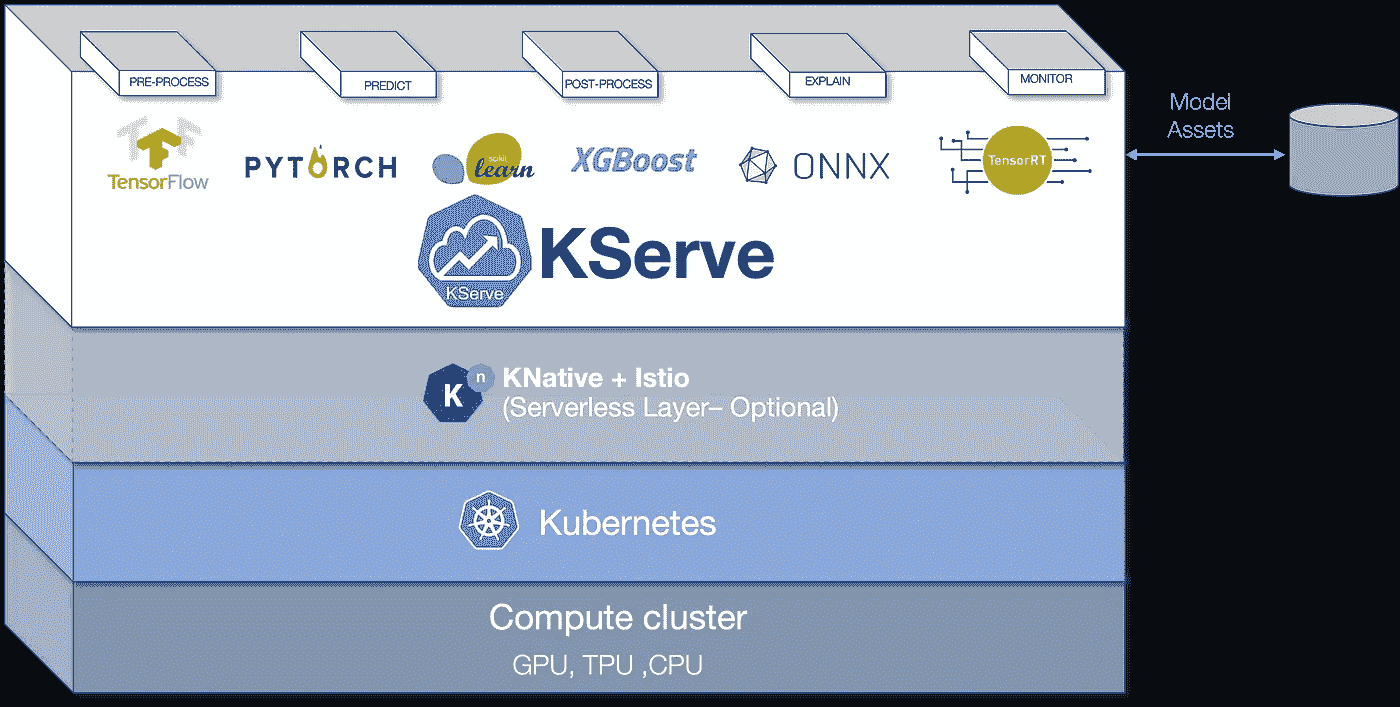 PRE-PROCESS
PREDICT
POST-PROCESS
EXPLAIN
MONITOR
Model
Assets
TensorFlow
PYTORCH
scikit
learn
XGBoost
ONNX
TensorRT
KServe
KServe
K
n
KNative + Istio
(Serverless Layer– Optional)
Kubernetes
Compute cluster
GPU, TPU ,CPU